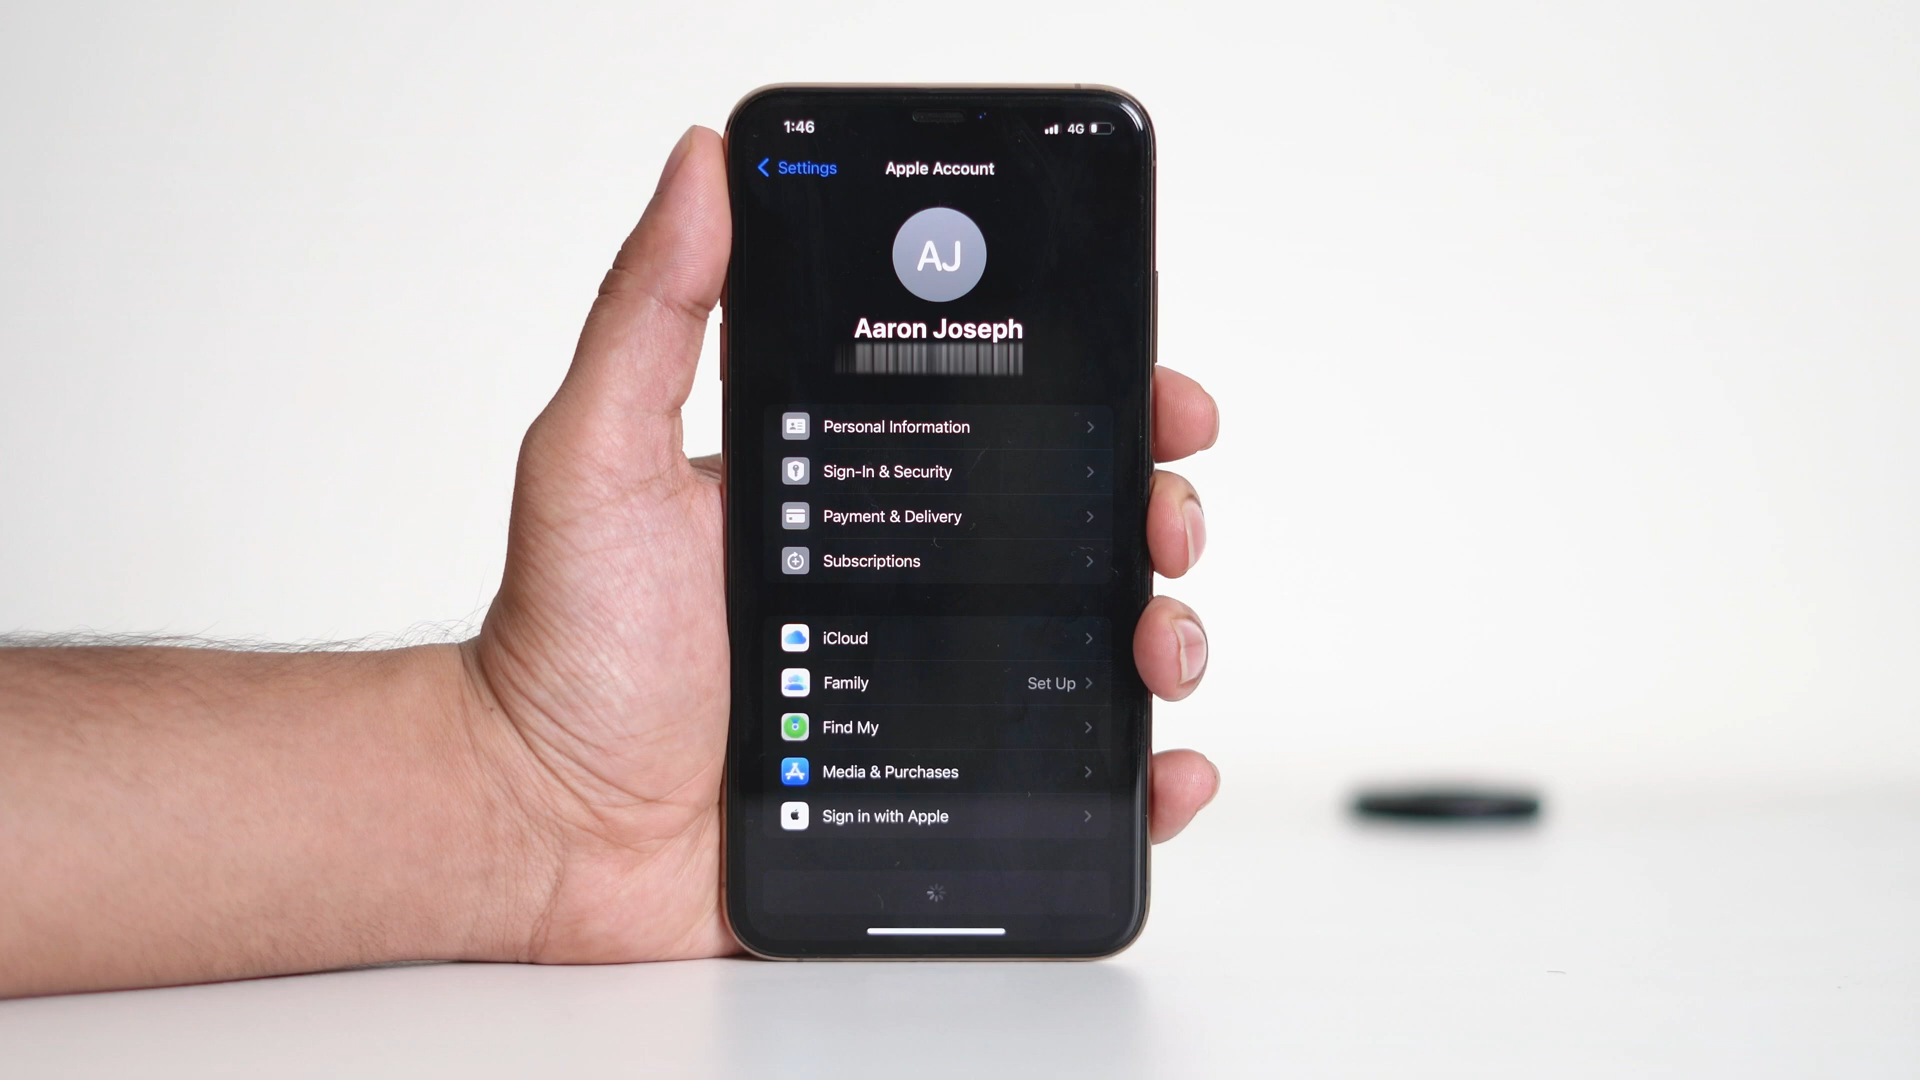 1:46 4G
Settings Apple Account
AJ
Aaron Joseph
Personal Information
Sign-In & Security
Payment & Delivery
Subscriptions
iCloud
Family Set Up
Find My
Media & Purchases
Sign in with Apple